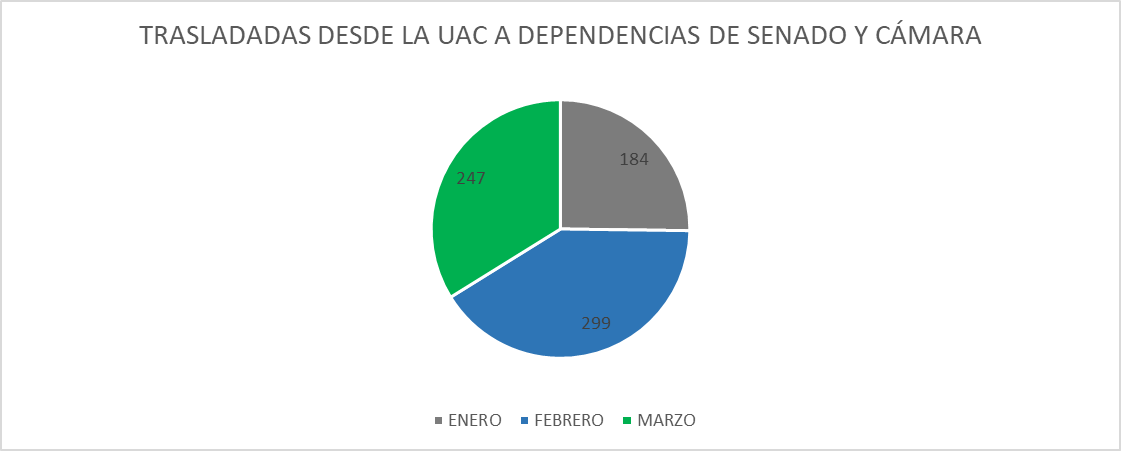 TRASLADADAS DESDE LA UAC A DEPENDENCIAS DE SENADO Y CÁMARA
184
247
299
ENERO FEBRERO MARZO